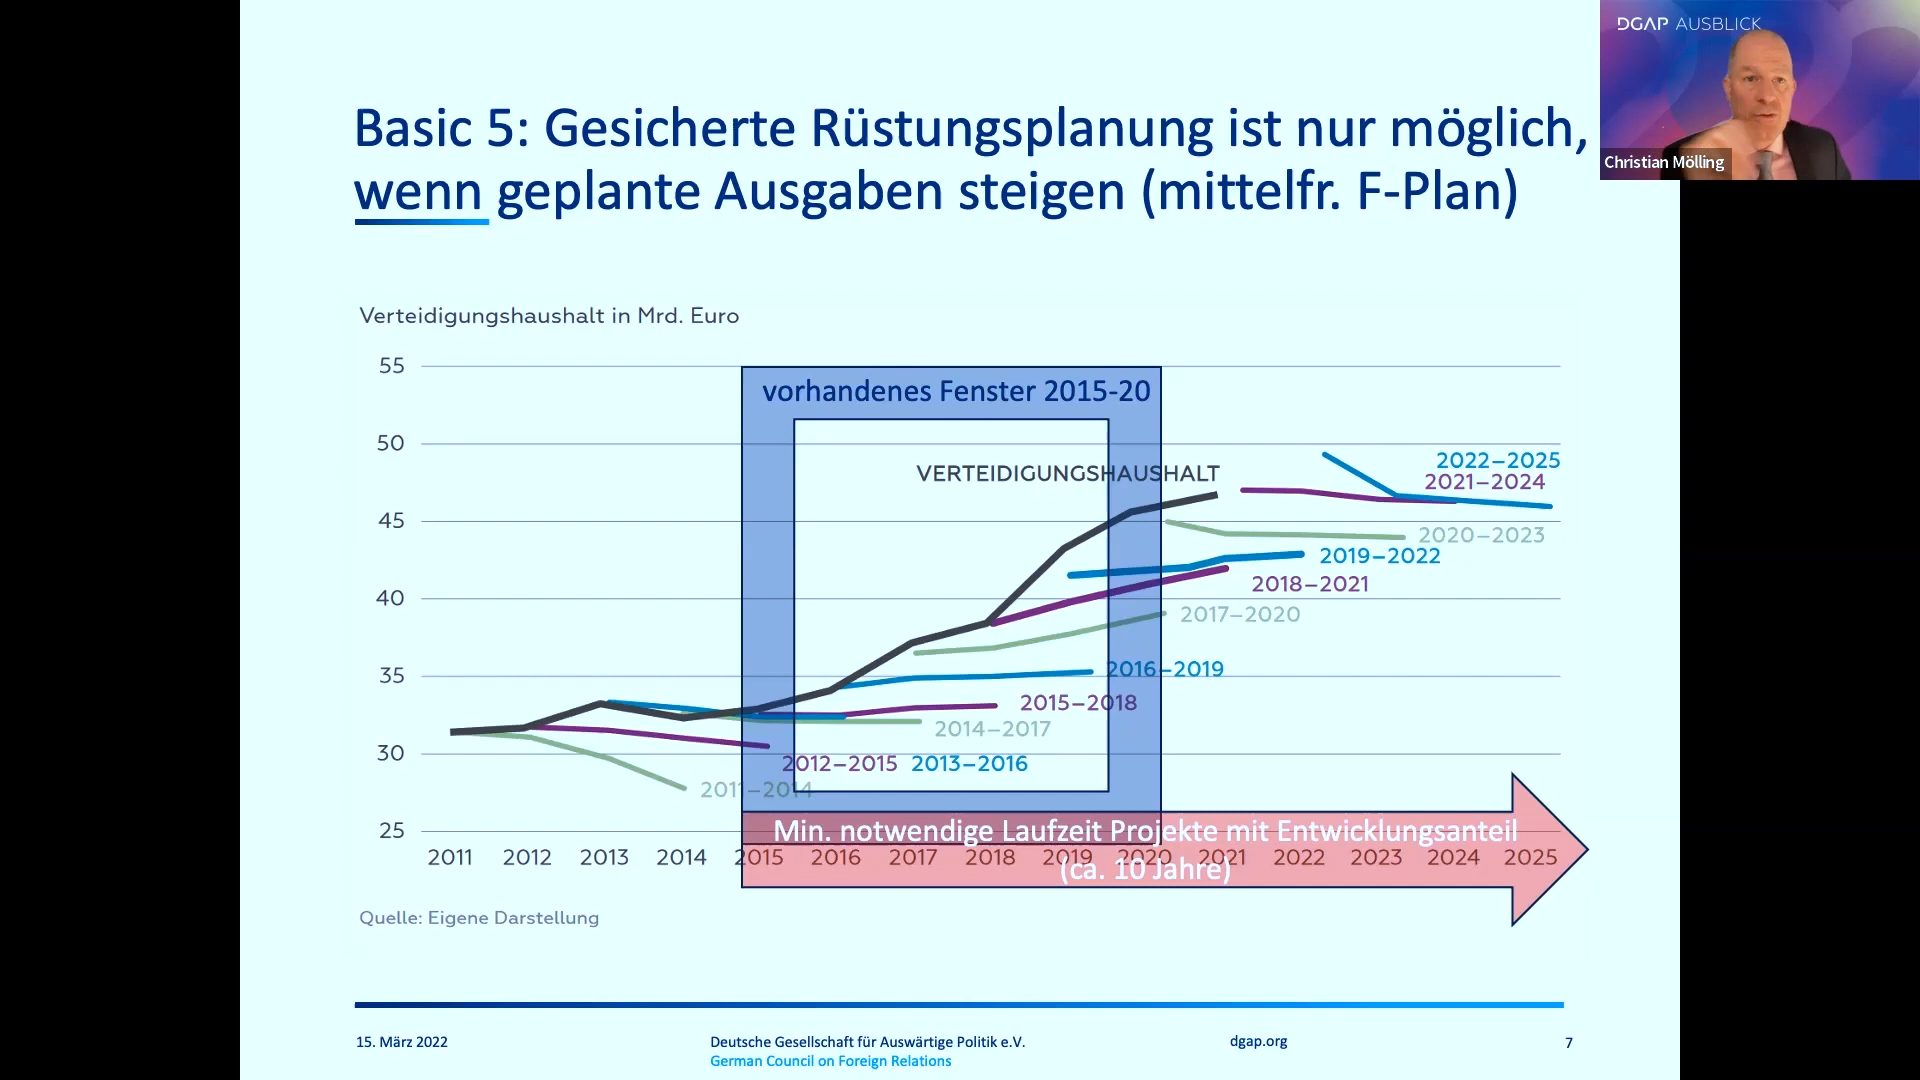 DGAP AUSBLICK
Christian Mölling
Basic 5: Gesicherte Rüstungsplanung ist nur möglich,
wenn geplante Ausgaben steigen (mittelfr. F-Plan)
Verteidigungshaushalt in Mrd. Euro
55
vorhandenes Fenster 2015-20
50
2022–2025
VERTEIDIGUNGSHAUSHALT
2021–2024
45
2020–2023
2019–2022
2018–2021
40
2017–2020
35
2016–2019
2015–2018
2014–2017
30
2012–2015 2013–2016
2011–2014
25
Min. notwendige Laufzeit Projekte mit Entwicklungsanteil
(ca. 10 Jahre)
2011 2012 2013 2014 2015 2016 2017 2018 2019 2020 2021 2022 2023 2024 2025
Quelle: Eigene Darstellung
15. März 2022
Deutsche Gesellschaft für Auswärtige Politik e.V.
German Council on Foreign Relations
dgap.org
7